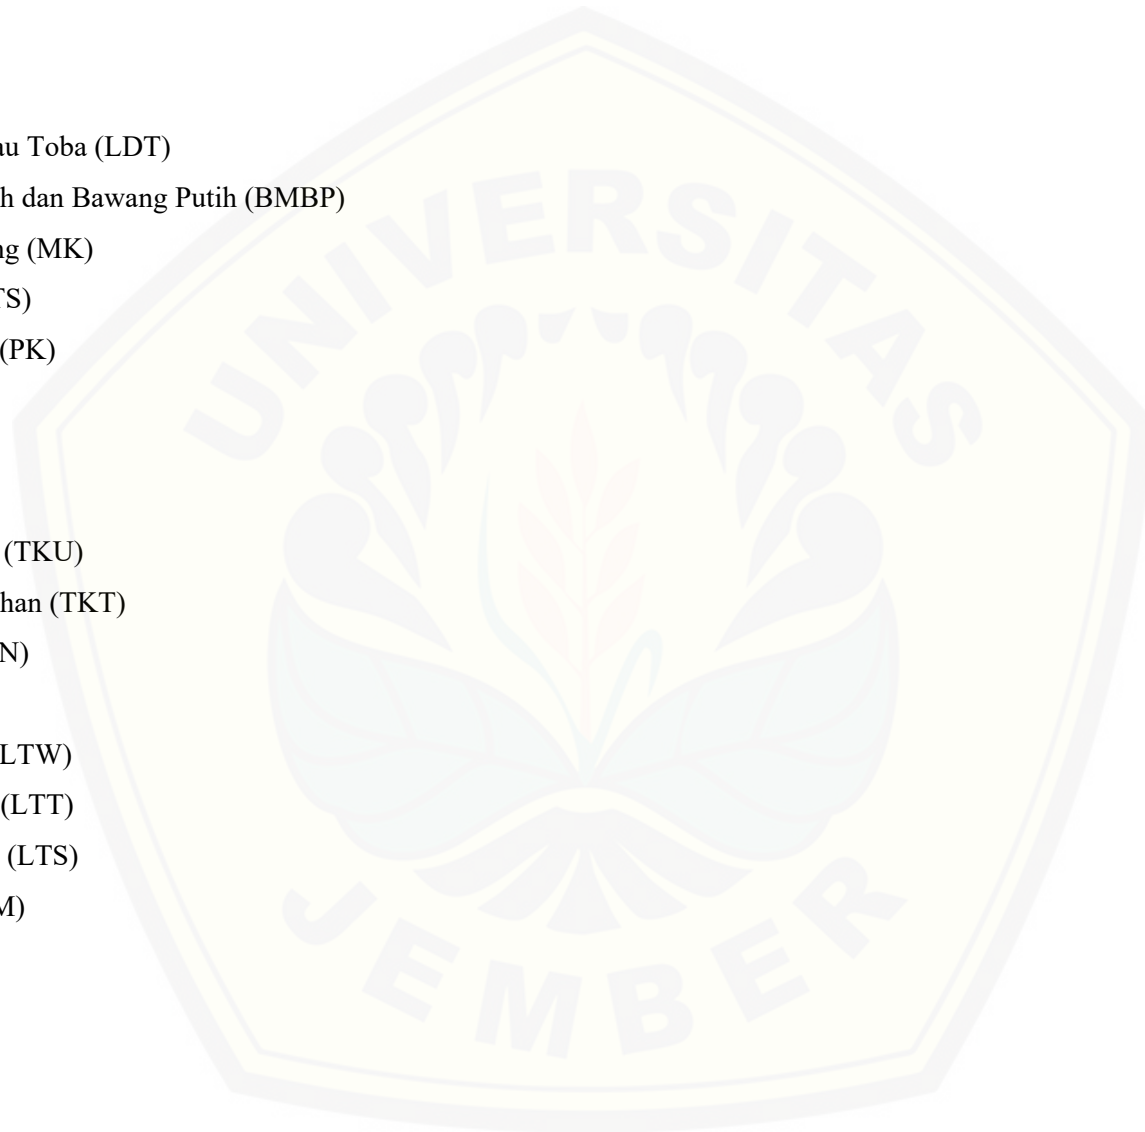 au Toba (LDT)
h dan Bawang Putih (BMBP)
ng (MK)
TS)
(PK)
(TKU)
han (TKT)
N)
LTW)
(LTT)
(LTS)
M)
UNIVERSITAS
JEMBER